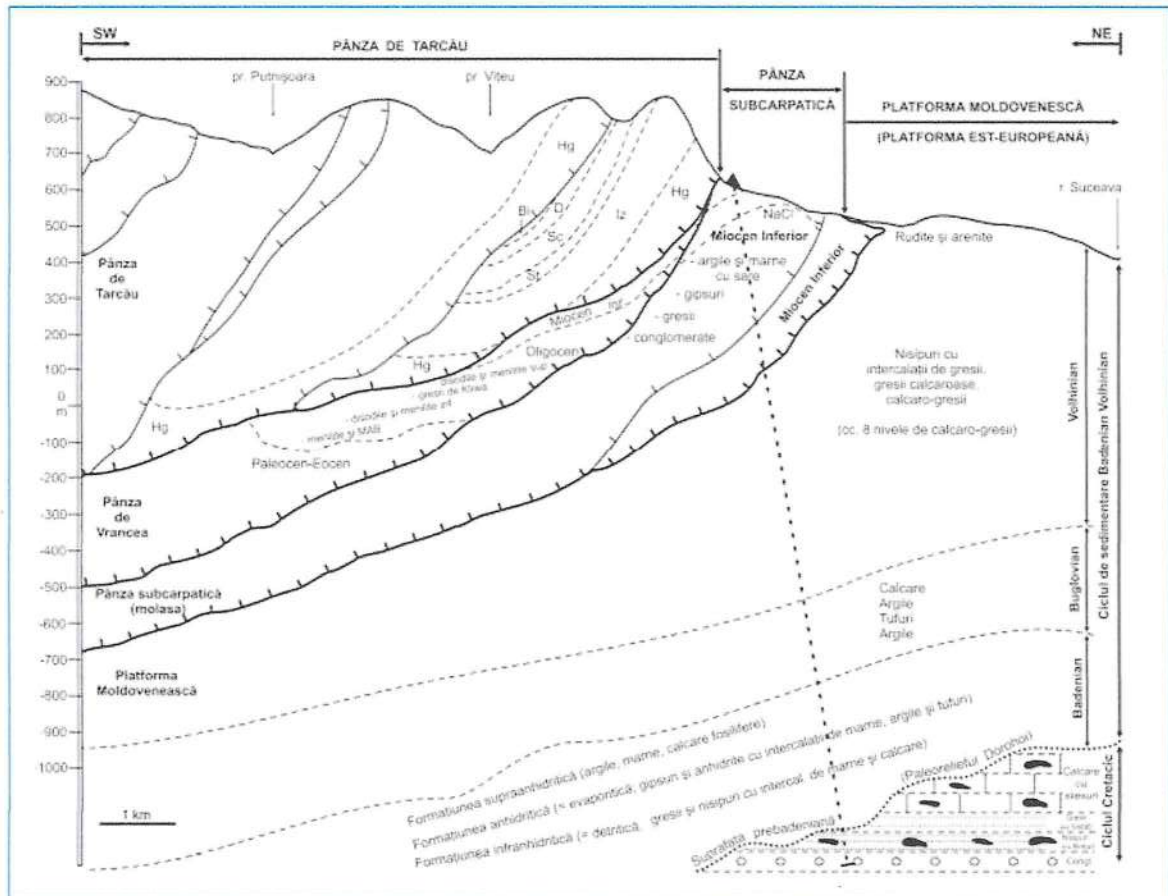 SW
NE
PÂNZA DE TARCĂU
PÂNZA
SUBCARPATICĂ
PLATFORMA MOLDOVENESCĂ
(PLATFORMA EST-EUROPEANĂ)
pr. Putnișoara
pr. Vițeu
r. Suceava
900
800
700
600
500
400
300
200
100
0
m)
-100
-200
-300
-400
-500
-600
-700
-800
-900
1000
Pânza
de
Tarcău
Hg
Hg
Bi
D
Sc
Iz
St
Hg
Hg
Miocen Inf
Oligocen
NaCl
Miocen Inferior
- argile și marne
cu sare
- gipsuri
- gresii
conglomerate
Miocen Inferior
Rudite și arenite
- gresii de Kliwa
Paleocen-Eocen
Nisipuri cu
intercalații de gresii,
gresii calcaroase,
calcaro-gresii
(oc. 8 nivele de calcaro-gresii)
Pânza
de
Vrancea
Pânza subcarpatică
(molasa)
Platforma
Moldovenească
Calcare
Argile
Tufuri
Argile
Volhinian
Buglovian
Badenian
Ciclul de sedimentare Badenian Volhinian
Ciclul Cretacic
Formațiunea supraanhidritică (argile, marne, calcare fosilifere)
Formațiunea anhidritică (= evaporitică, gipsuri și anhidrite cu intercalații de marne, argile și tufuri)
Formațiunea infranhidritică (= detritică, gresii și nisipuri cu intercal. de marne și calcare)
Suprafața prebadeniană
(Paleorelieful Dorohoi)
Calcare
cu
Congl.
1 km